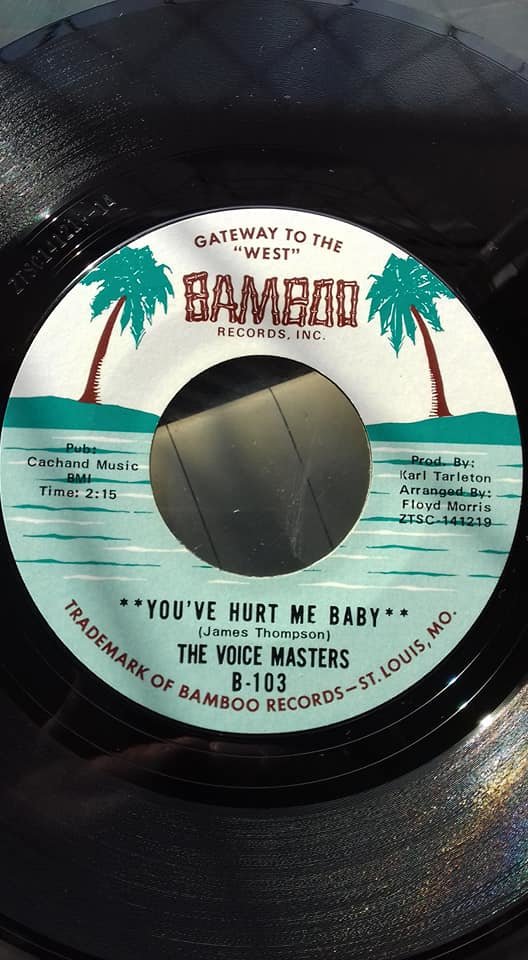 GATEWAY TO THE
"WEST"
BAMBOO
RECORDS, INC.
Pub:
Cachand Music
BMI
Time: 2:15
Prod. By:
Karl Tarleton
Arranged By:
Floyd Morris
ZTSC-141219
**YOU'VE HURT ME BABY**
(James Thompson)
THE VOICE MASTERS
B-103
TRADEMARK OF BAMBOO RECORDS—ST. LOUIS, MO.